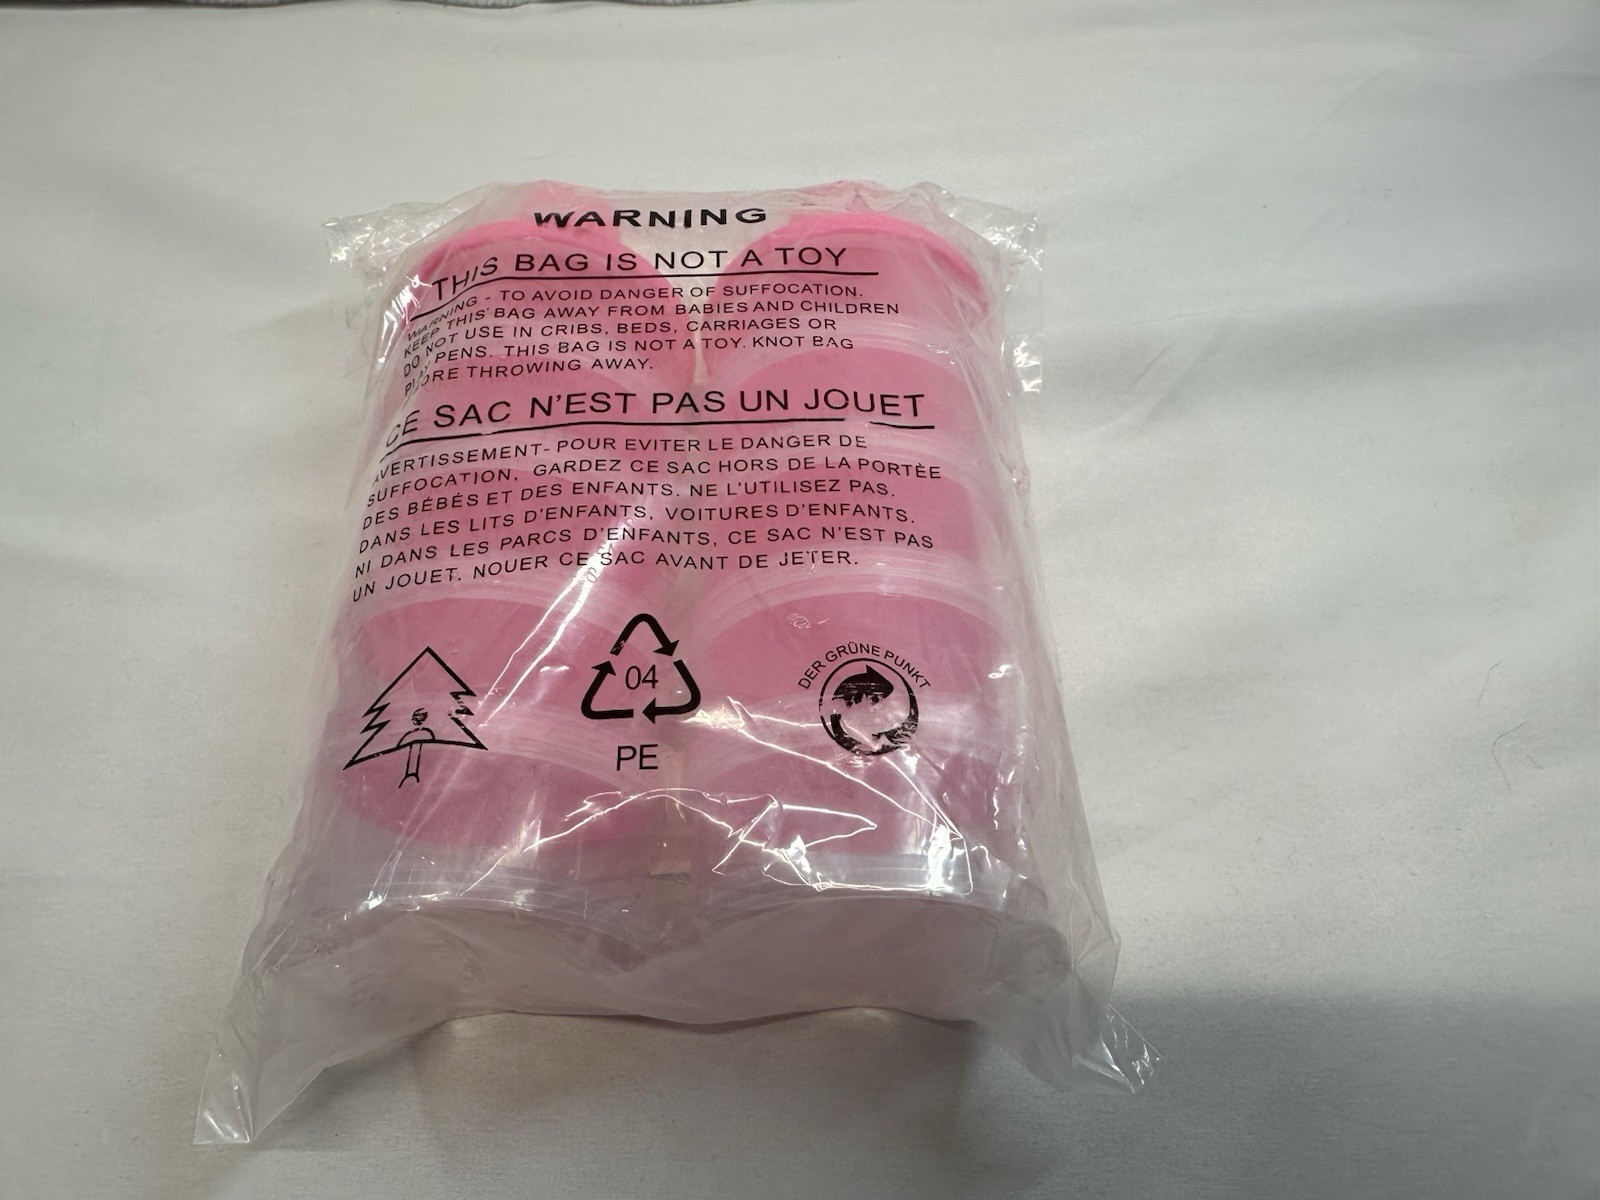 WARNING
THIS BAG IS NOT A TOY
WARNING - TO AVOID DANGER OF SUFFOCATION.
KEEP THIS BAG AWAY FROM BABIES AND CHILDREN
DO NOT USE IN CRIBS, BEDS, CARRIAGES OR
PLAY PENS. THIS BAG IS NOT A TOY. KNOT BAG
THROWING AWAY.
CE SAC N'EST PAS UN JOUET
AVERTISSEMENT- POUR EVITER LE DANGER DE
SUFFOCATION, GARDEZ CE SAC HORS DE LA PORTÈE
DES BÉBÉS ET DES ENFANTS. NE L'UTILISEZ PAS.
DANS LES LITS D'ENFANTS, VOITURES D'ENFANTS.
NI DANS LES PARCS D'ENFANTS, CE SAC N'EST PAS
UN JOUET. NOUER CE SAC AVANT DE JETER.
04
PE
DER GRÜNE PUNKT